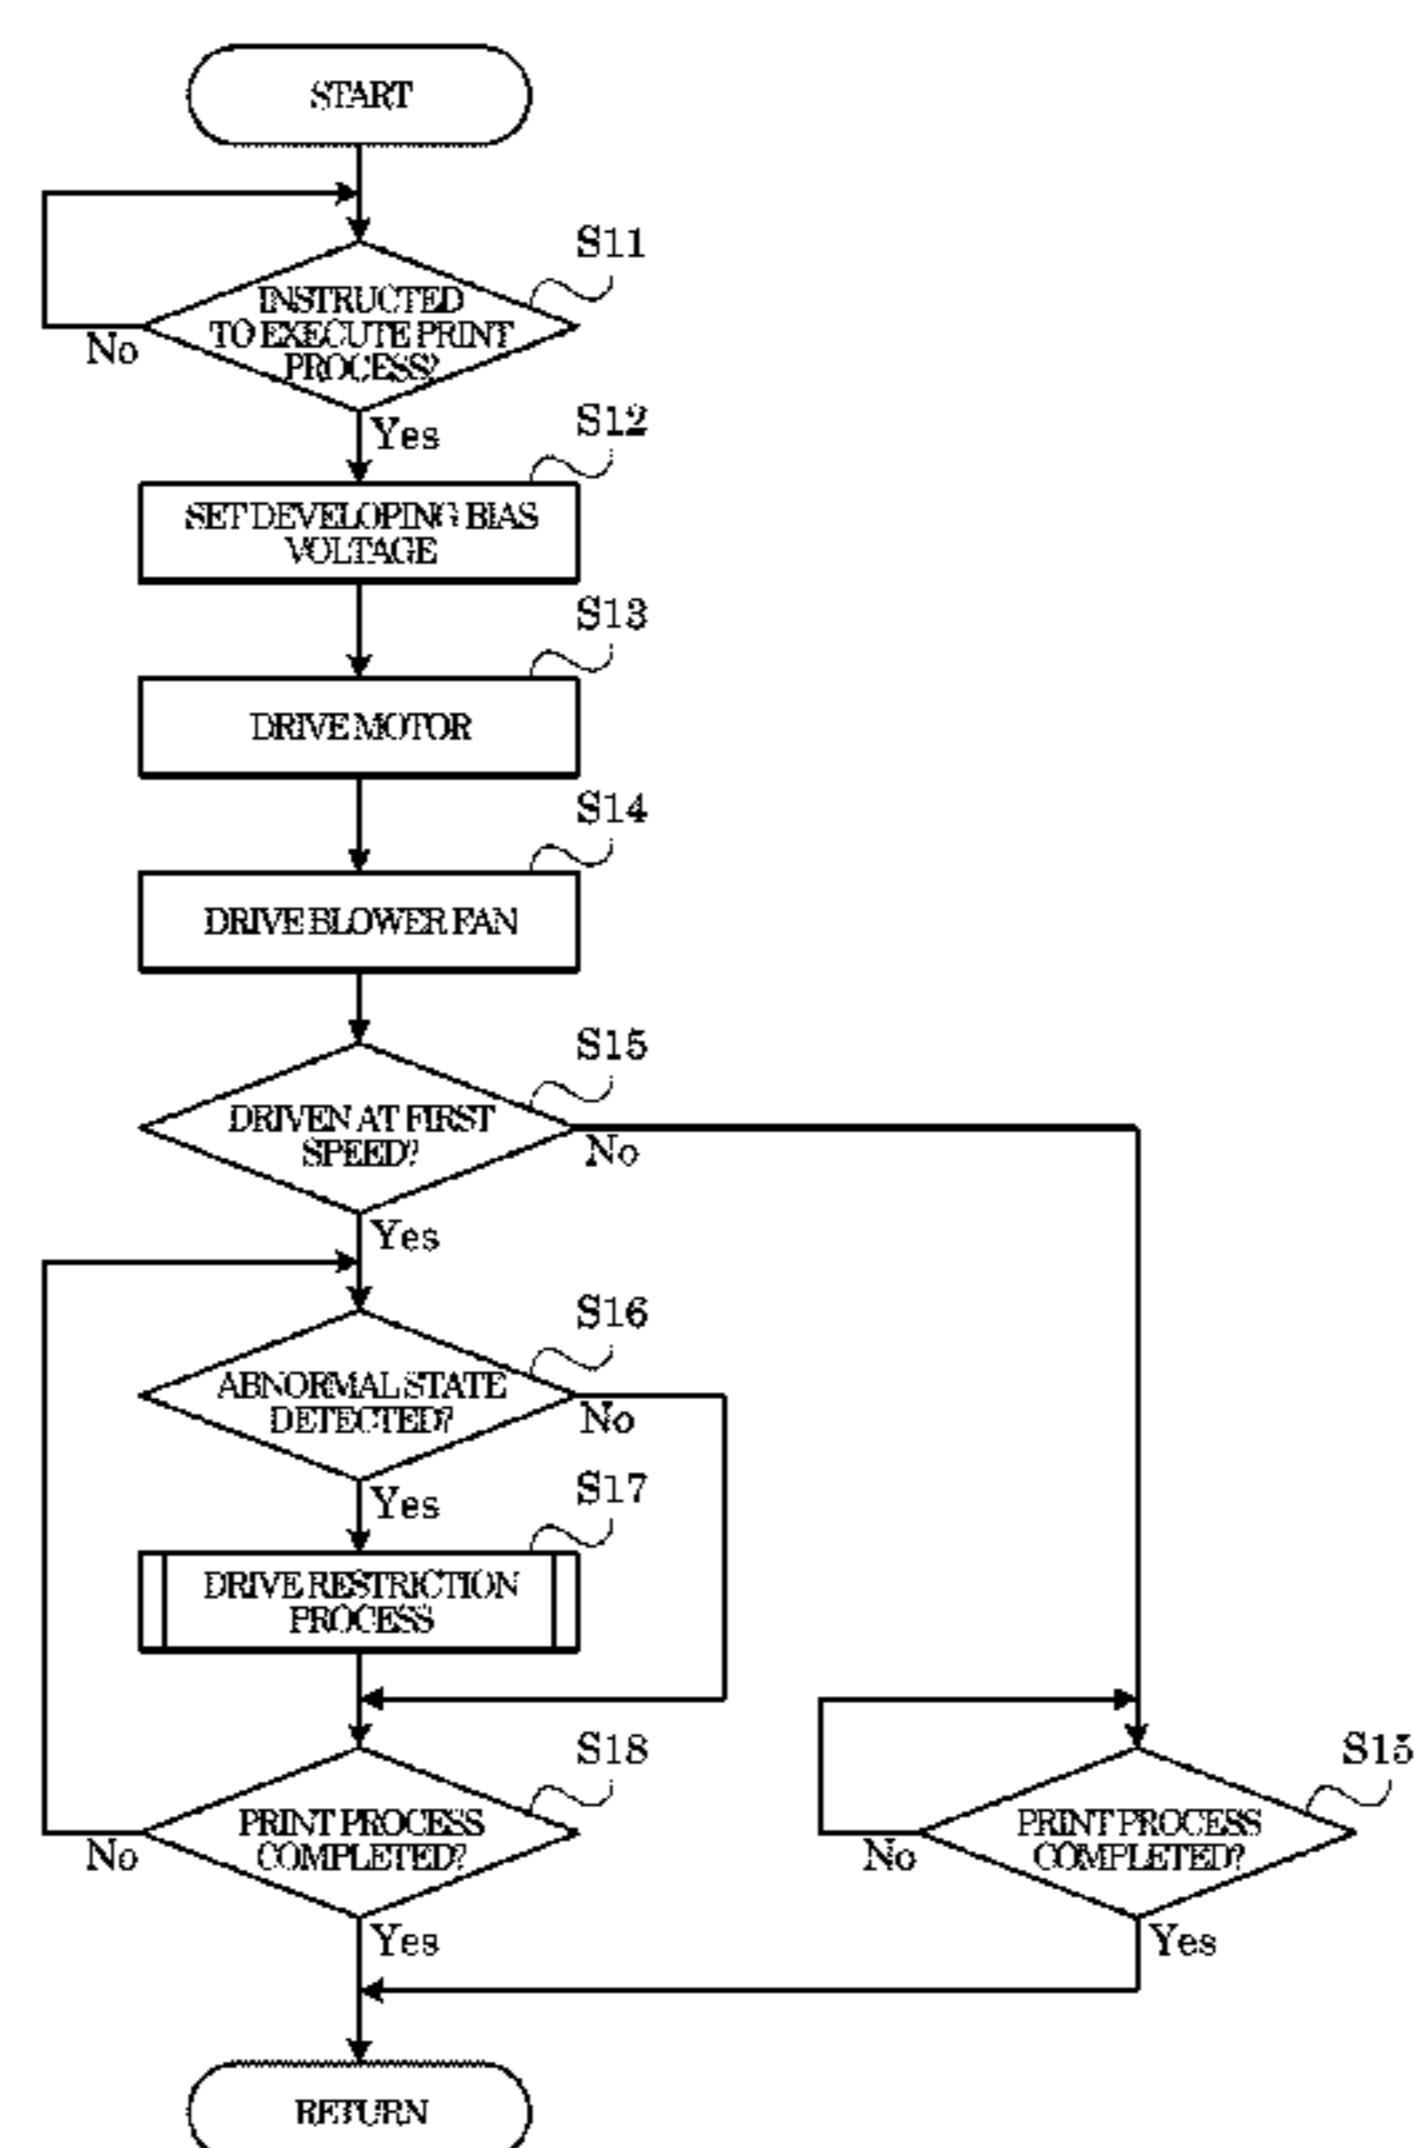 START
S11
INSTRUCTED
TO EXECUTE PRINT
PROCESS?
No
Yes
S12
SET DEVELOPING BIAS
VOLTAGE
S13
DRIVE MOTOR
S14
DRIVE BLOWER FAN
S15
DRIVEN AT FIRST
SPEED?
No
Yes
S16
ABNORMAL STATE
DETECTED?
No
Yes
S17
DRIVE RESTRICTION
PROCESS
S18
PRINT PROCESS
COMPLETED?
No
Yes
S15
PRINT PROCESS
COMPLETED?
No
Yes
RETURN